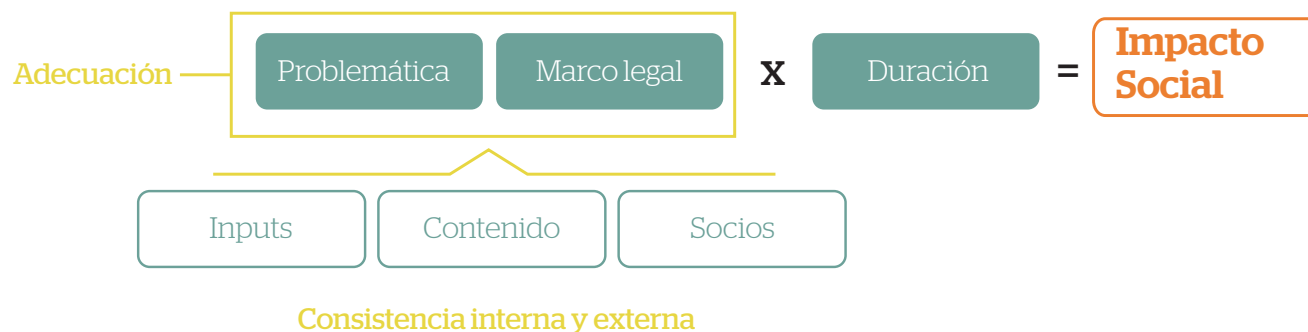 Adecuación
Problemática
Marco legal
x
Duración
=
Impacto
Social
Inputs
Contenido
Socios
Consistencia interna y externa